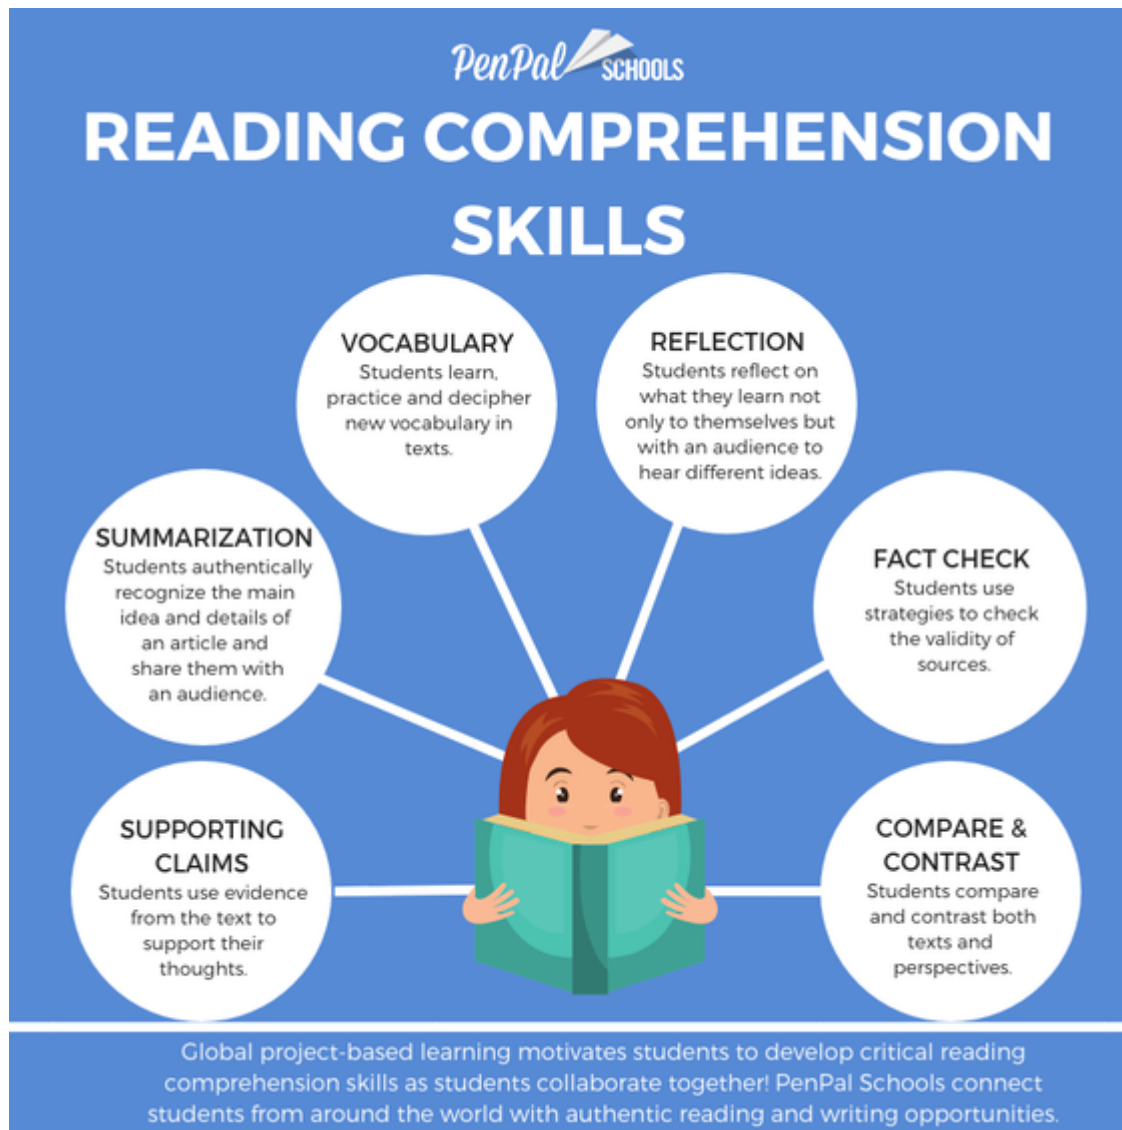 PenPal SCHOOLS
READING COMPREHENSION
SKILLS
VOCABULARY
Students learn,
practice and decipher
new vocabulary in
texts.
REFLECTION
Students reflect on
what they learn not
only to themselves but
with an audience to
hear different ideas.
SUMMARIZATION
Students authentically
recognize the main
idea and details of
an article and
share them with
an audience.
FACT CHECK
Students use
strategies to check
the validity of
sources.
SUPPORTING
CLAIMS
Students use evidence
from the text to
support their
thoughts.
COMPARE &
CONTRAST
Students compare
and contrast both
texts and
perspectives.
Global project-based learning motivates students to develop critical reading
comprehension skills as students collaborate together! PenPal Schools connect
students from around the world with authentic reading and writing opportunities.